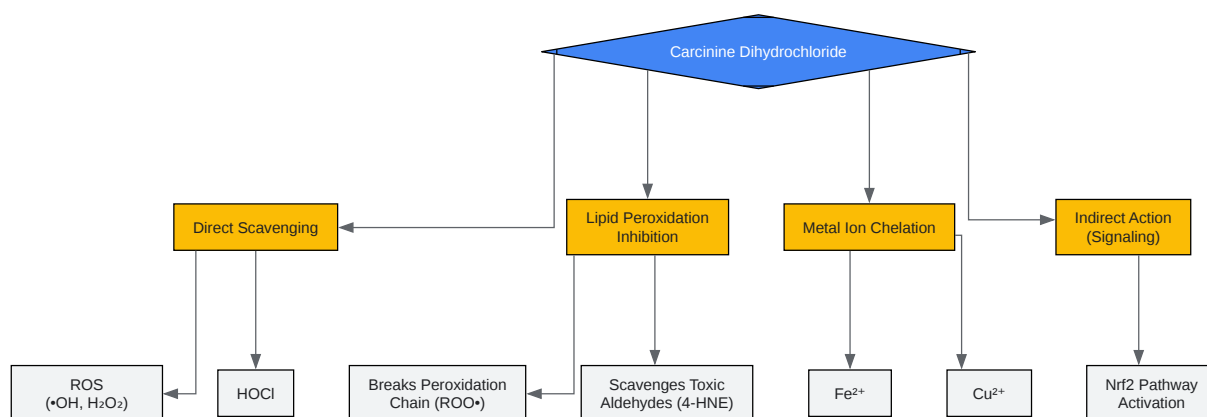 Carcinine Dihydrochloride
Direct Scavenging
Lipid Peroxidation
Inhibition
Metal Ion Chelation
Indirect Action
(Signaling)
ROS
(•OH, H₂O₂)
HOCl
Breaks Peroxidation
Chain (ROO•)
Scavenges Toxic
Aldehydes (4-HNE)
Fe²⁺
Cu²⁺
Nrf2 Pathway
Activation